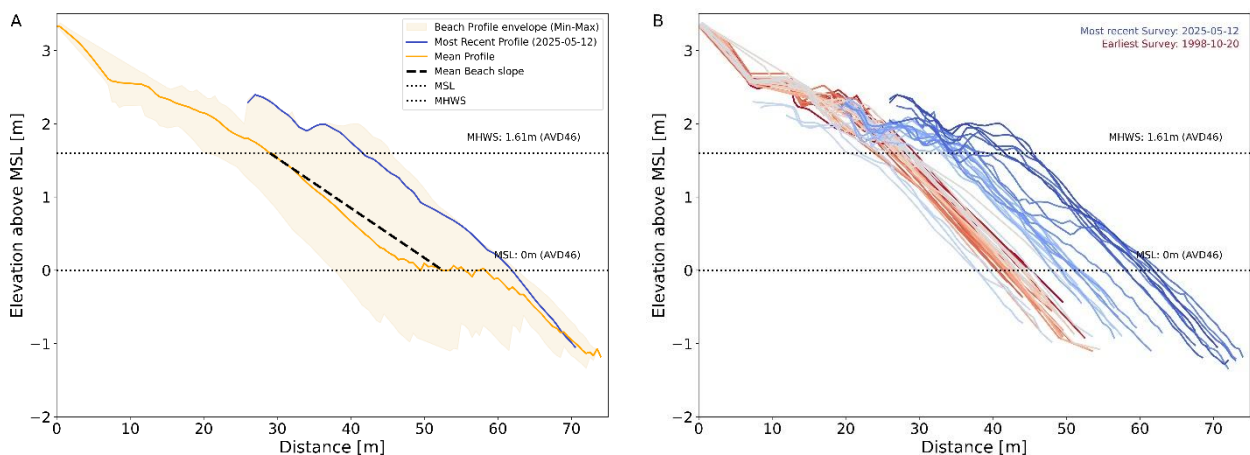 A
Beach Profile envelope (Min-Max)
Most Recent Profile (2025-05-12)
Mean Profile
Mean Beach slope
MSL
MHWS
MHWS: 1.61m (AVD46)
MSL: 0m (AVD46)
Elevation above MSL [m]
3
2
1
0
−1
−2
0 10 20 30 40 50 60 70
Distance [m]
B
Most recent Survey: 2025-05-12
Earliest Survey: 1998-10-20
MHWS: 1.61m (AVD46)
MSL: 0m (AVD46)
Elevation above MSL [m]
3
2
1
0
−1
−2
0 10 20 30 40 50 60 70
Distance [m]